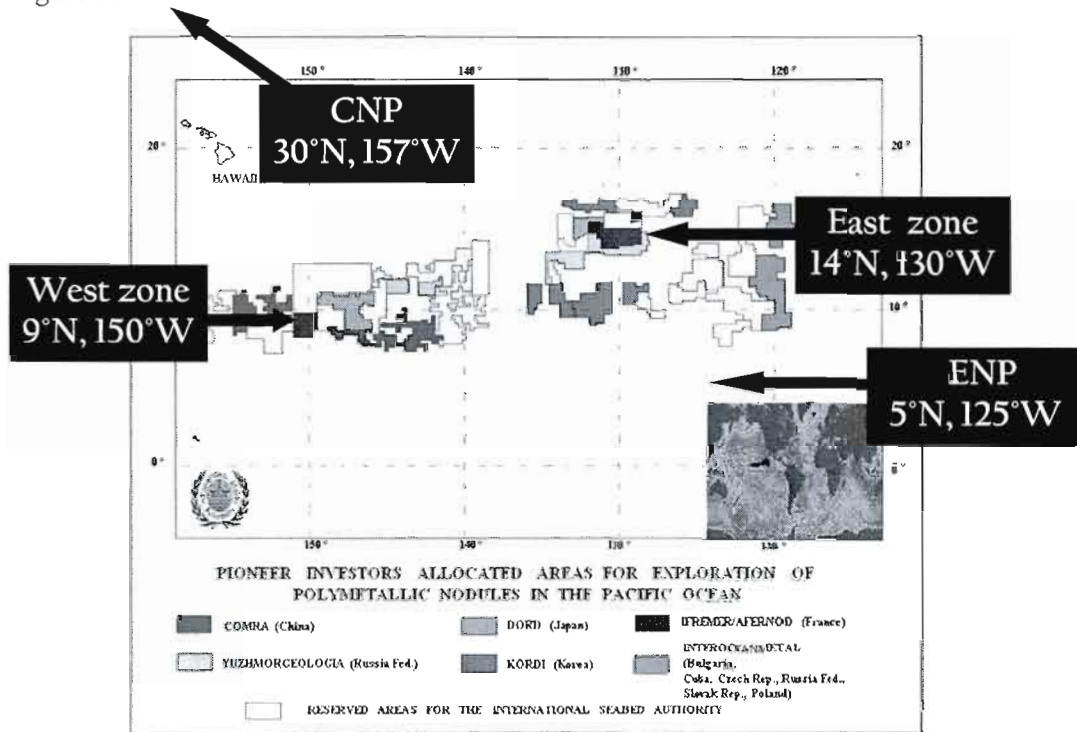 150°
140°
130°
120°
CNP
30°N, 157°W
20°
20°
HAWAII
East zone
14°N, 130°W
West zone
9°N, 150°W
10°
ENP
5°N, 125°W
0°
0°
150°
140°
130°
120°
PIONEER INVESTORS ALLOCATED AREAS FOR EXPLORATION OF
POLYMETALLIC NODULES IN THE PACIFIC OCEAN
COMRA (China)
DORD (Japan)
IFREMER/AFERNOD (France)
YUZHMORGEOLOGIA (Russia Fed.)
KORDI (Korea)
INTEROCEANMETAL
(Bulgaria,
Cuba, Czech Rep., Russia Fed.,
Slovak Rep., Poland)
RESERVED AREAS FOR THE INTERNATIONAL SEABED AUTHORITY